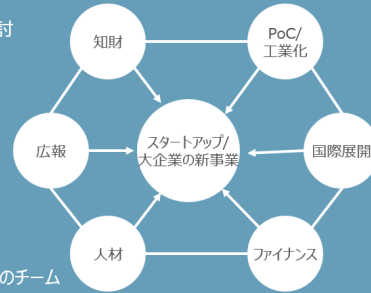 討
知財
PoC/
工業化
広報
スタートアップ/
大企業の新事業
国際展開
人材
ファイナンス
のチーム